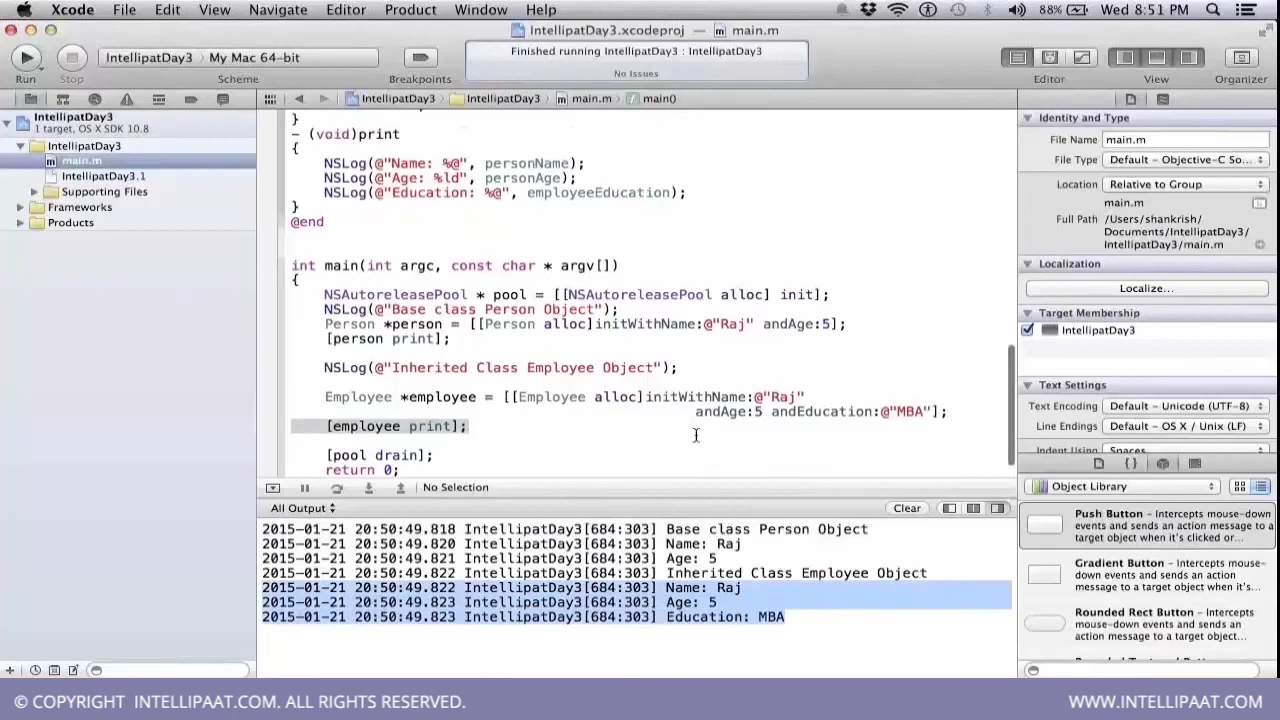 Xcode File Edit View Navigate Editor Product Window Help 88% Wed 8:51 PM
IntellipatDay3.xcodeproj — main.m
IntellipatDay3 My Mac 64-bit
Finished running IntellipatDay3 : IntellipatDay3
No Issues
Run Stop Scheme Breakpoints Editor View Organizer
IntellipatDay3 IntellipatDay3 main.m main()
IntellipatDay3
1 target, OS X SDK 10.8
IntellipatDay3
main.m
IntellipatDay3.1
Supporting Files
Frameworks
Products
}
- (void)print
{
NSLog(@"Name: %@", personName);
NSLog(@"Age: %ld", personAge);
NSLog(@"Education: %@", employeeEducation);
}
@end
int main(int argc, const char * argv[])
{
NSAutoreleasePool * pool = [[NSAutoreleasePool alloc] init];
NSLog(@"Base class Person Object");
Person *person = [[Person alloc]initWithName:@"Raj" andAge:5];
[person print];
NSLog(@"Inherited Class Employee Object");
Employee *employee = [[Employee alloc]initWithName:@"Raj"
andAge:5 andEducation:@"MBA"];
[employee print];
[pool drain];
return 0;
No Selection
All Output
Clear
2015-01-21 20:50:49.818 IntellipatDay3[684:303] Base class Person Object
2015-01-21 20:50:49.820 IntellipatDay3[684:303] Name: Raj
2015-01-21 20:50:49.821 IntellipatDay3[684:303] Age: 5
2015-01-21 20:50:49.822 IntellipatDay3[684:303] Inherited Class Employee Object
2015-01-21 20:50:49.822 IntellipatDay3[684:303] Name: Raj
2015-01-21 20:50:49.823 IntellipatDay3[684:303] Age: 5
2015-01-21 20:50:49.823 IntellipatDay3[684:303] Education: MBA
Identity and Type
File Name main.m
File Type Default - Objective-C So...
Location Relative to Group
main.m
Full Path /Users/shankrish/
Documents/IntellipatDay3/
IntellipatDay3/main.m
Localization
Localize...
Target Membership
IntellipatDay3
Text Settings
Text Encoding Default - Unicode (UTF-8)
Line Endings Default - OS X / Unix (LF)
Indent Using Spaces
Object Library
Push Button - Intercepts mouse-down
events and sends an action message to a
target object when it's clicked or...
Gradient Button - Intercepts mouse-
down events and sends an action message
to a target object...
Rounded Rect Button - Intercepts
mouse-down events and sends an
action message to a target object...
© COPYRIGHT INTELLIPAAT.COM. ALL RIGHTS RESERVED.
WWW.INTELLIPAAT.COM